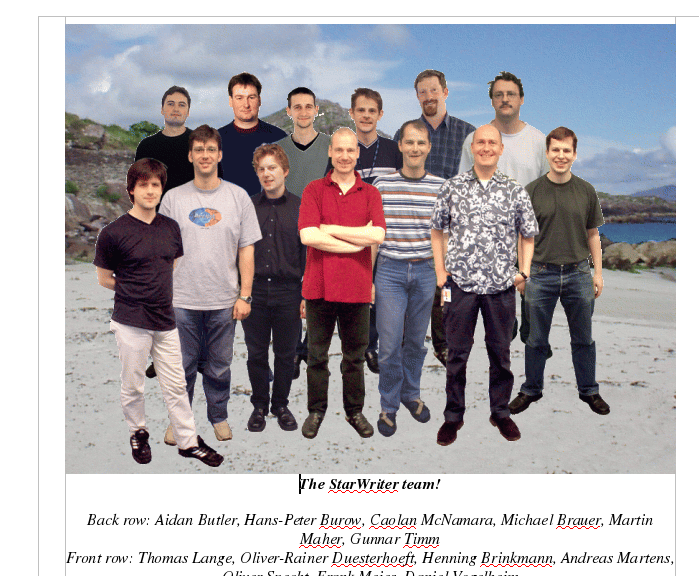 The StarWriter team!
Back row: Aidan Butler, Hans-Peter Burow, Caolan McNamara, Michael Brauer, Martin
Maher, Gunnar Timm
Front row: Thomas Lange, Oliver-Rainer Duesterhoeft, Henning Brinkmann, Andreas Martens,